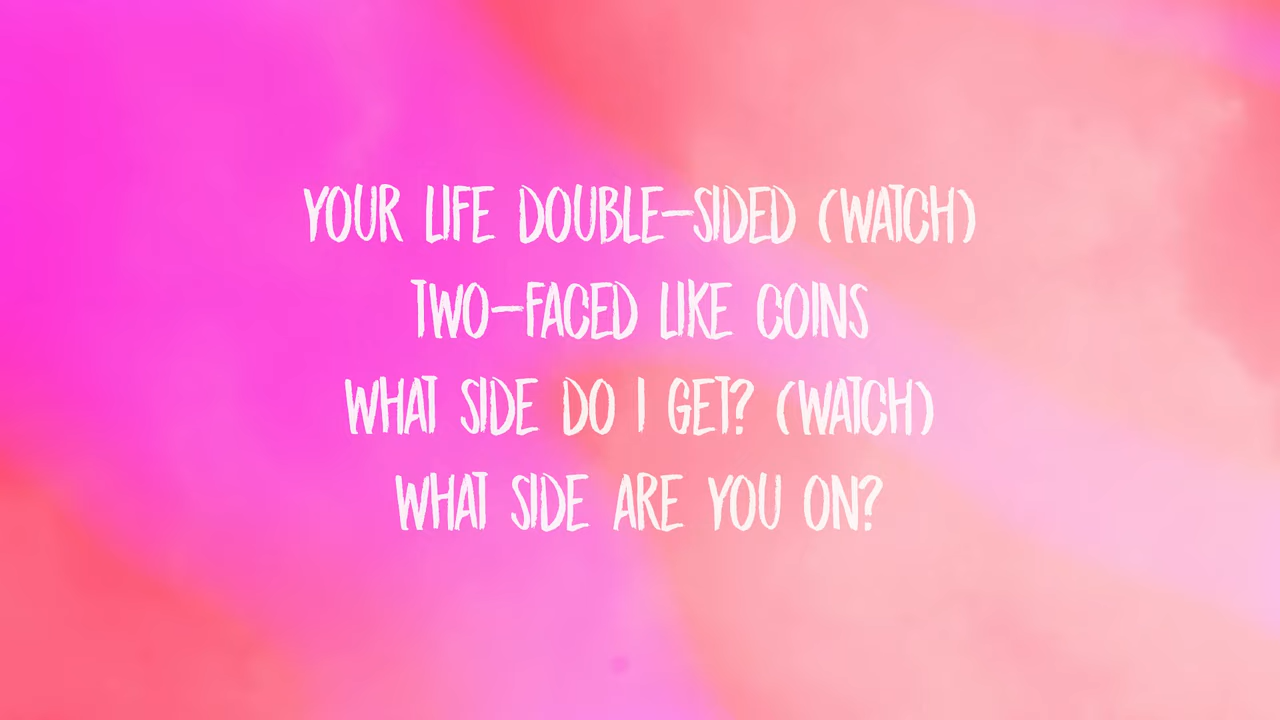 YOUR LIFE DOUBLE-SIDED (WATCH)
TWO-FACED LIKE COINS
WHAT SIDE DO I GET? (WATCH)
WHAT SIDE ARE YOU ON?